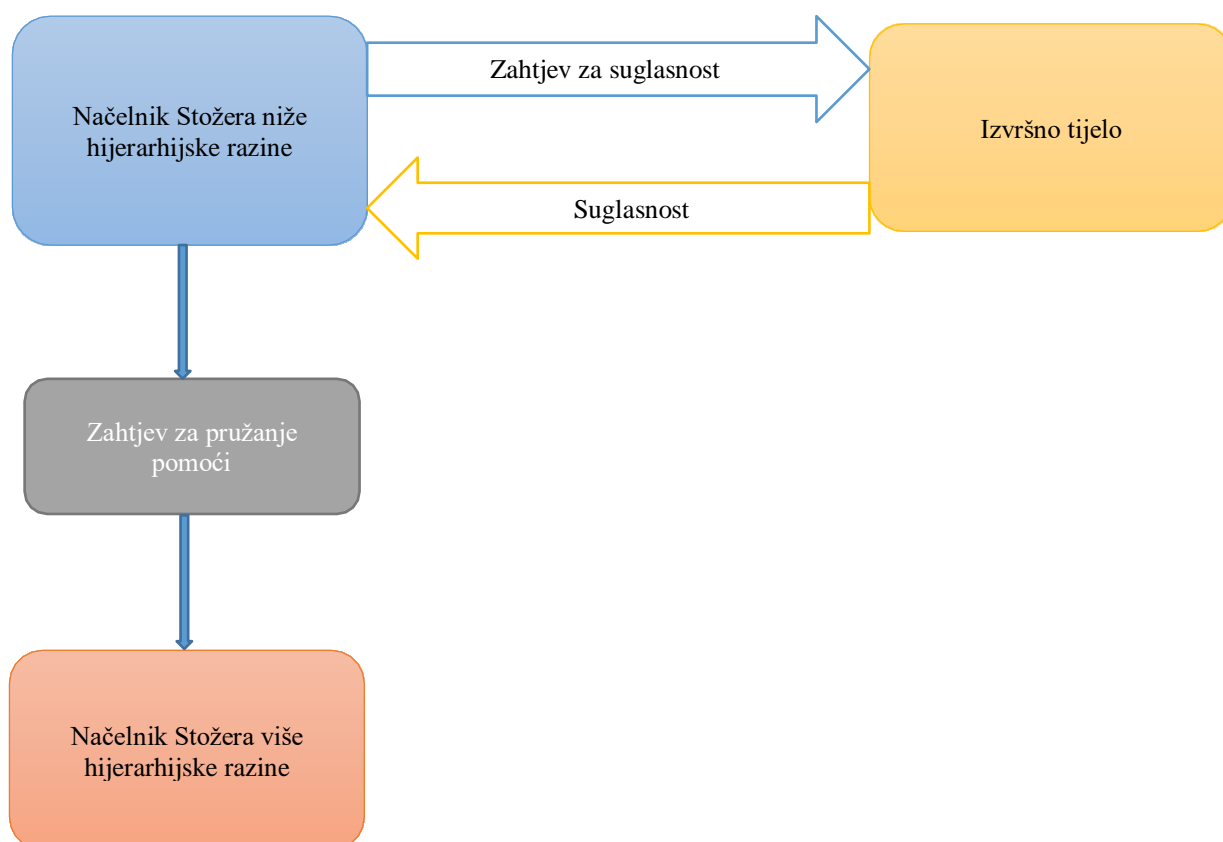 Načelnik Stožera niže
hijerarhijske razine
Zahtjev za suglasnost
Izvršno tijelo
Suglasnost
Zahtjev za pružanje
pomoći
Načelnik Stožera više
hijerarhijske razine